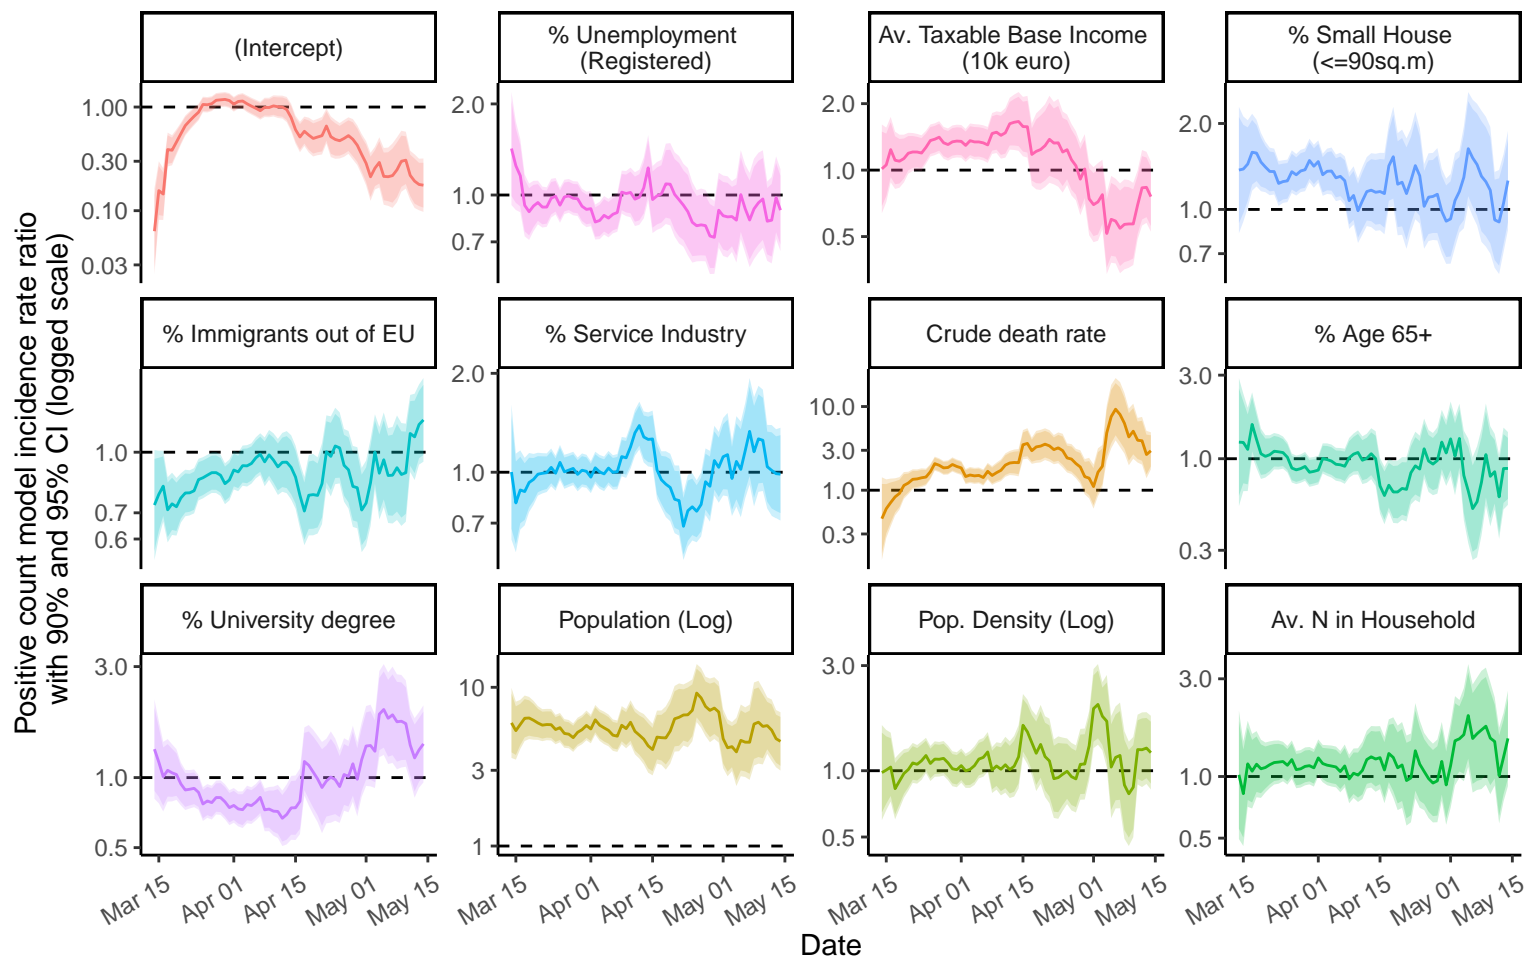 Positive count model incidence rate ratio
with 90% and 95% CI (logged scale)
(Intercept)
1.00
0.30
0.10
0.03
% Unemployment
(Registered)
2.0
1.0
0.7
Av. Taxable Base Income
(10k euro)
2.0
1.0
0.5
% Small House
(<=90sq.m)
2.0
1.0
0.7
% Immigrants out of EU
1.0
0.7
0.6
% Service Industry
2.0
1.0
0.7
Crude death rate
10.0
3.0
1.0
0.3
% Age 65+
3.0
1.0
0.3
% University degree
3.0
1.0
0.5
Population (Log)
10
3
1
Pop. Density (Log)
3.0
1.0
0.5
Av. N in Household
3.0
1.0
0.5
Mar 15 Apr 01 Apr 15 May 01 May 15
Mar 15 Apr 01 Apr 15 May 01 May 15
Mar 15 Apr 01 Apr 15 May 01 May 15
Mar 15 Apr 01 Apr 15 May 01 May 15
Date